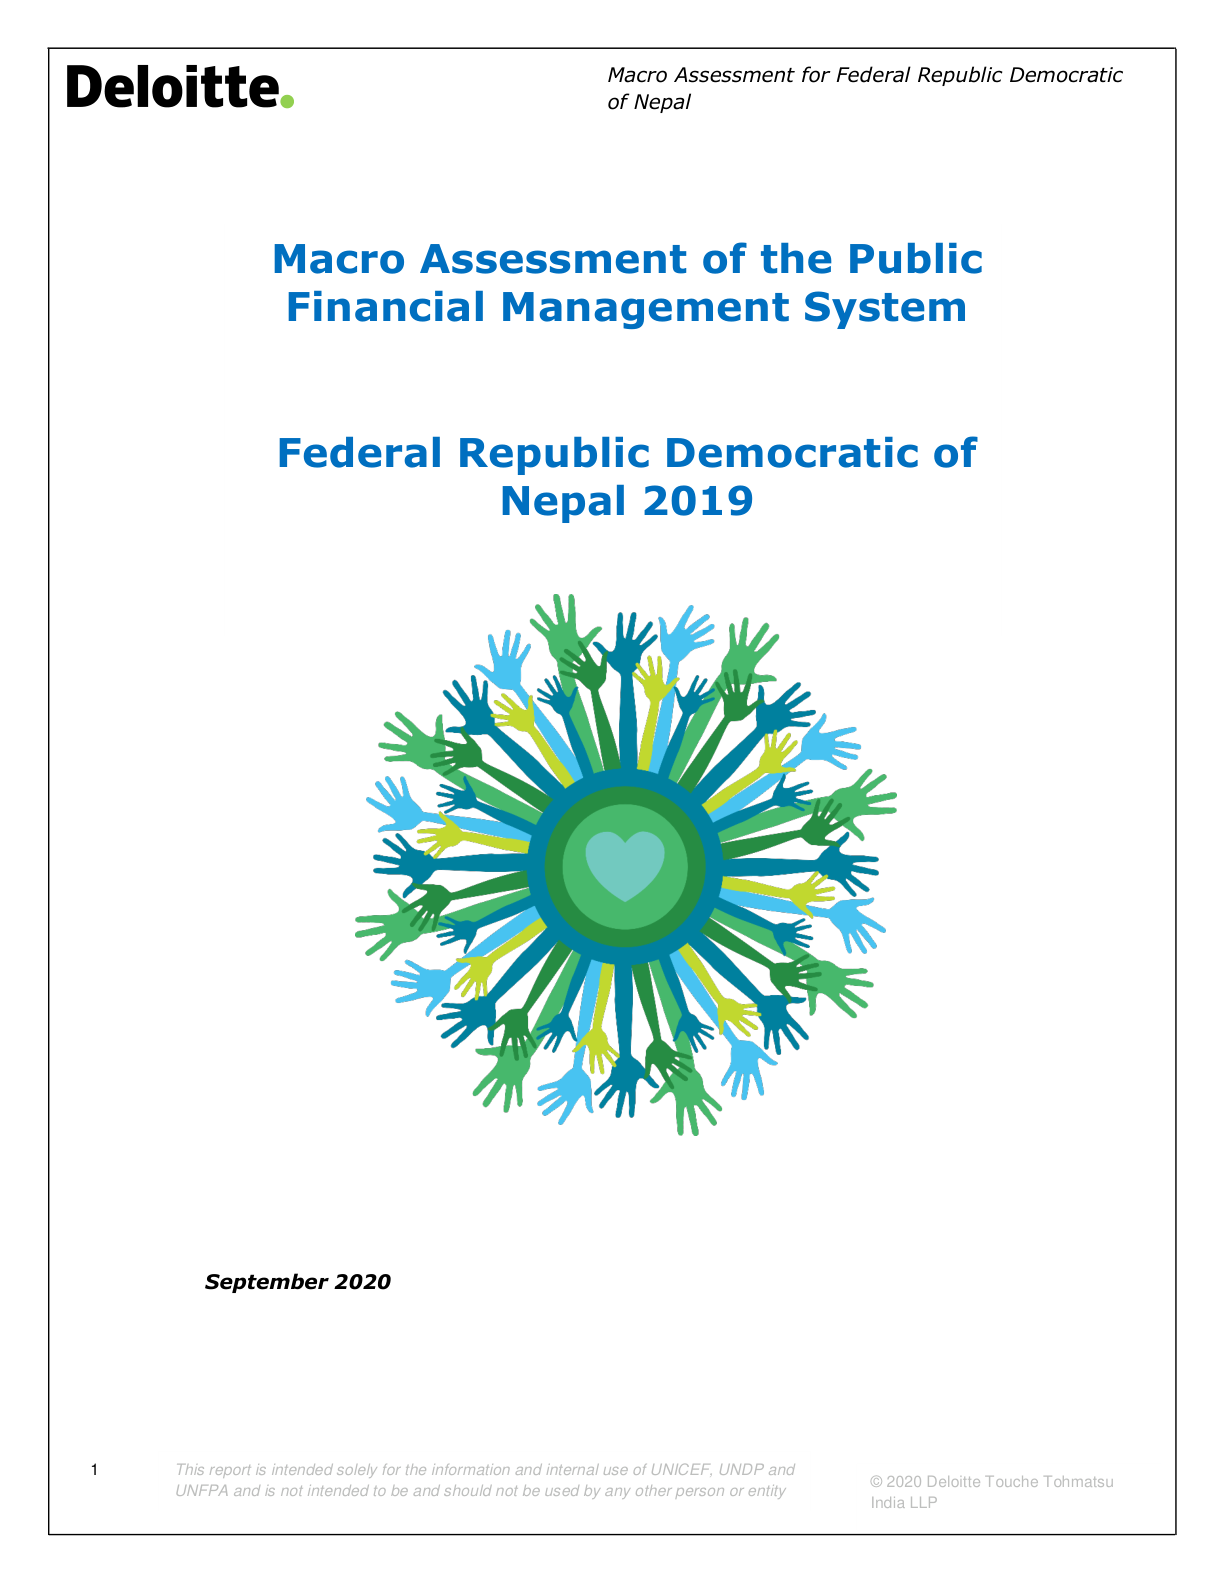 Deloitte.
Macro Assessment for Federal Republic Democratic
of Nepal
Macro Assessment of the Public
Financial Management System
Federal Republic Democratic of
Nepal 2019
September 2020
1
This report is intended solely for the information and internal use of UNICEF, UNDP and
UNFPA and is not intended to be and should not be used by any other person or entity
© 2020 Deloitte Touche Tohmatsu
India LLP